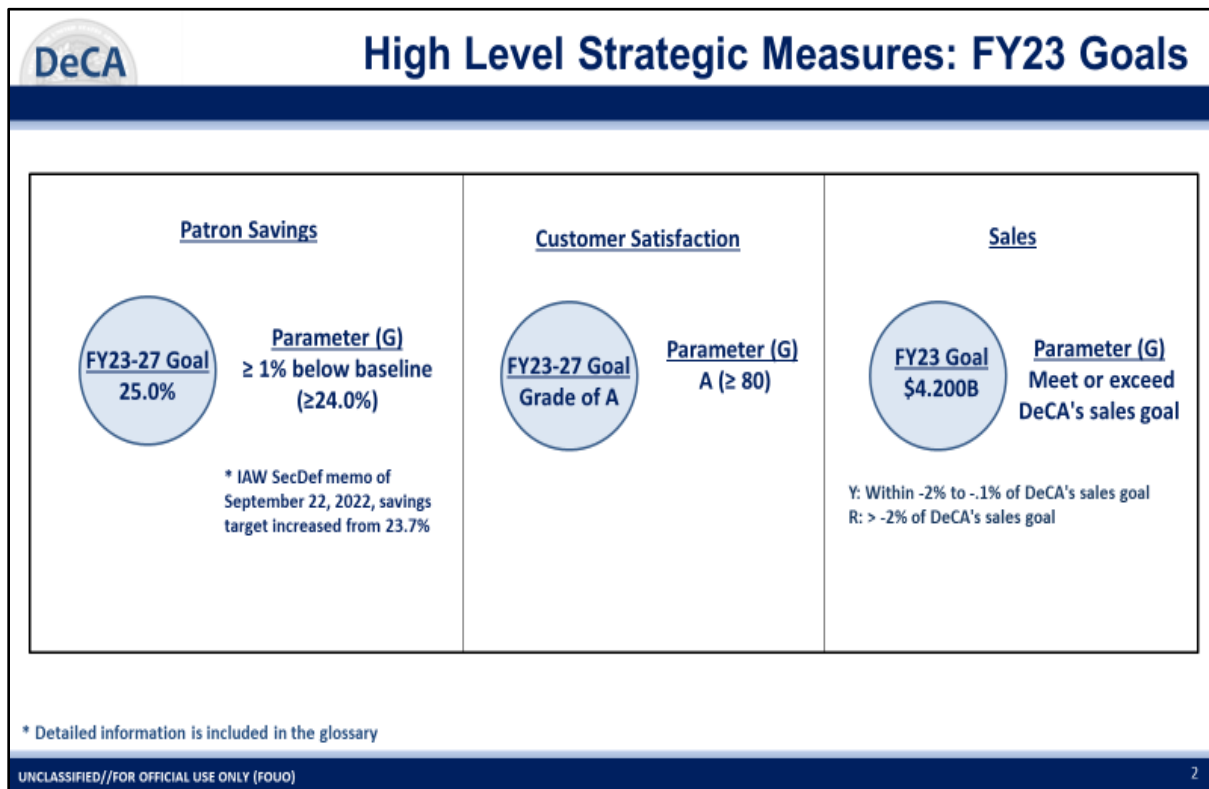 DeCA
High Level Strategic Measures: FY23 Goals
Patron Savings
FY23-27 Goal
25.0%
Parameter (G)
≥ 1% below baseline
(≥24.0%)
* IAW SecDef memo of
September 22, 2022, savings
target increased from 23.7%
Customer Satisfaction
FY23-27 Goal
Grade of A
Parameter (G)
A (≥ 80)
Sales
FY23 Goal
$4.200B
Parameter (G)
Meet or exceed
DeCA's sales goal
Y: Within -2% to -.1% of DeCA's sales goal
R: > -2% of DeCA's sales goal
* Detailed information is included in the glossary
UNCLASSIFIED//FOR OFFICIAL USE ONLY (FOUO)
2